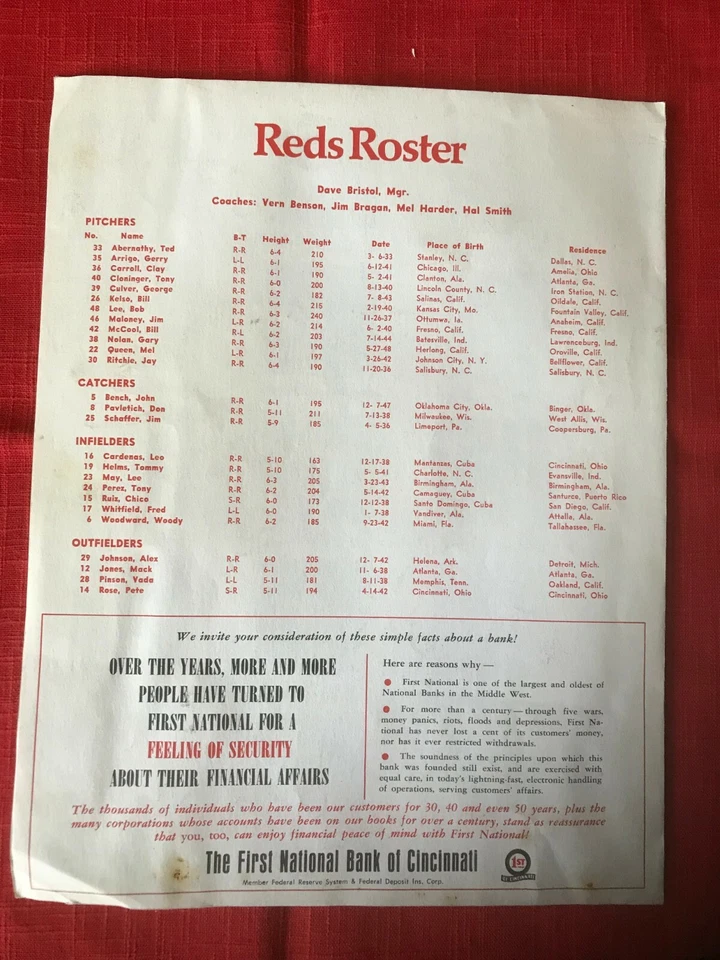 Reds Roster
Dave Bristol, Mgr.
Coaches: Vern Benson, Jim Bragan, Mel Harder, Hal Smith
PITCHERS
No. Name B-T Height Weight Date Place of Birth Residence
33 Abernathy, Ted R-R 6-4 210 3- 6-33 Stanley, N. C. Dallas, N. C.
35 Arrigo, Gerry L-L 6-1 195 6-12-41 Chicago, Ill. Amelia, Ohio
36 Carroll, Clay R-R 6-1 190 5- 2-41 Clanton, Ala. Atlanta, Ga.
40 Cloninger, Tony R-R 6-0 200 8-13-40 Lincoln County, N. C. Iron Station, N. C.
39 Culver, George R-R 6-2 182 7- 8-43 Salinas, Calif. Oildale, Calif.
26 Kelso, Bill R-R 6-4 215 2-19-40 Kansas City, Mo. Fountain Valley, Calif.
48 Lee, Bob R-R 6-3 240 11-26-37 Ottumwa, Ia. Anaheim, Calif.
46 Maloney, Jim L-R 6-2 214 6- 2-40 Fresno, Calif. Fresno, Calif.
42 McCool, Bill R-L 6-2 203 7-14-44 Batesville, Ind. Lawrenceburg, Ind.
38 Nolan, Gary R-R 6-3 190 5-27-48 Herlong, Calif. Oroville, Calif.
22 Queen, Mel L-R 6-1 197 3-26-42 Johnson City, N. Y. Bellflower, Calif.
30 Ritchie, Jay R-R 6-4 190 11-20-36 Salisbury, N. C. Salisbury, N. C.
CATCHERS
5 Bench, John R-R 6-1 195 12- 7-47 Oklahoma City, Okla. Binger, Okla.
8 Pavletich, Don R-R 5-11 211 7-13-38 Milwaukee, Wis. West Allis, Wis.
25 Schaffer, Jim R-R 5-9 185 4- 5-36 Limeport, Pa. Coopersburg, Pa.
INFIELDERS
16 Cardenas, Leo R-R 5-10 163 12-17-38 Mantanzas, Cuba Cincinnati, Ohio
19 Helms, Tommy R-R 5-10 175 5- 5-41 Charlotte, N. C. Evansville, Ind.
23 May, Lee R-R 6-3 205 3-23-43 Birmingham, Ala. Birmingham, Ala.
24 Perez, Tony R-R 6-2 204 5-14-42 Camaquey, Cuba Santurce, Puerto Rico
15 Ruiz, Chico S-R 6-0 173 12-12-38 Santo Domingo, Cuba San Diego, Calif.
17 Whitfield, Fred L-L 6-0 190 1- 7-38 Vandiver, Ala. Attalla, Ala.
6 Woodward, Woody R-R 6-2 185 9-23-42 Miami, Fla. Tallahassee, Fla.
OUTFIELDERS
29 Johnson, Alex R-R 6-0 205 12- 7-42 Helena, Ark. Detroit, Mich.
12 Jones, Mack L-R 6-1 200 11- 6-38 Atlanta, Ga. Atlanta, Ga.
28 Pinson, Vada L-L 5-11 181 8-11-38 Memphis, Tenn. Oakland, Calif.
14 Rose, Pete S-R 5-11 194 4-14-42 Cincinnati, Ohio Cincinnati, Ohio
We invite your consideration of these simple facts about a bank!
OVER THE YEARS, MORE AND MORE
PEOPLE HAVE TURNED TO
FIRST NATIONAL FOR A
FEELING OF SECURITY
ABOUT THEIR FINANCIAL AFFAIRS
Here are reasons why —
● First National is one of the largest and oldest of
National Banks in the Middle West.
● For more than a century — through five wars,
money panics, riots, floods and depressions, First Na-
tional has never lost a cent of its customers' money,
nor has it ever restricted withdrawals.
● The soundness of the principles upon which this
bank was founded still exist, and are exercised with
equal care, in today's lightning-fast, electronic handling
of operations, serving customers' affairs.
The thousands of individuals who have been our customers for 30, 40 and even 50 years, plus the
many corporations whose accounts have been on our books for over a century, stand as reassurance
that you, too, can enjoy financial peace of mind with First National!
The First National Bank of Cincinnati
1ST
Member Federal Reserve System & Federal Deposit Ins. Corp.